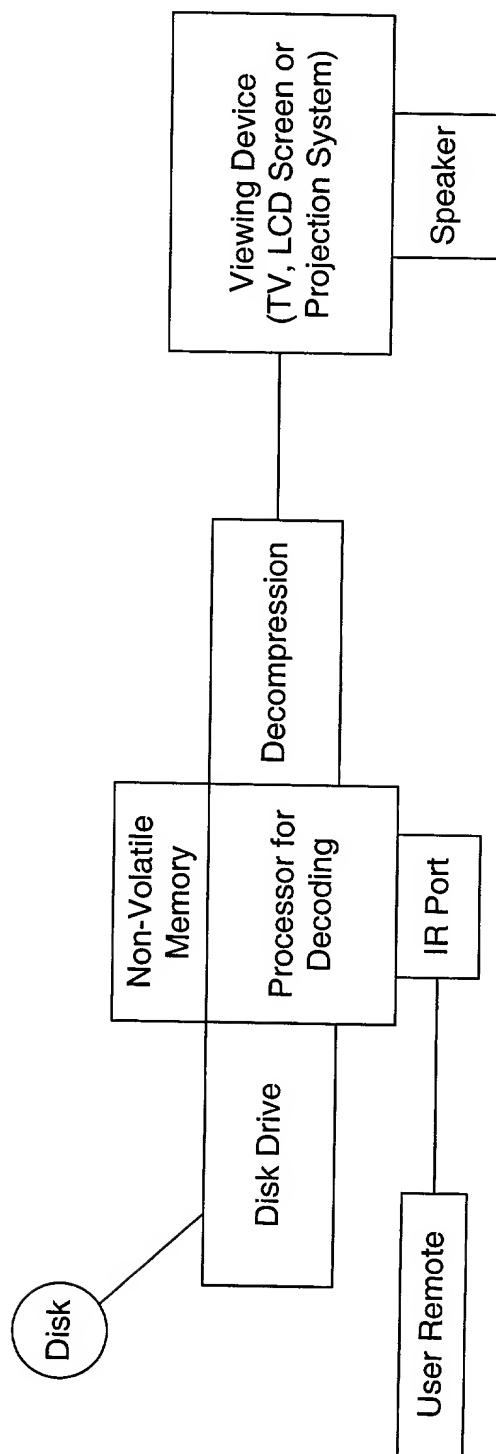 Disk
Disk Drive
Non-Volatile
Memory
Processor for
Decoding
Decompression
Viewing Device
(TV, LCD Screen or
Projection System)
Speaker
User Remote
IR Port